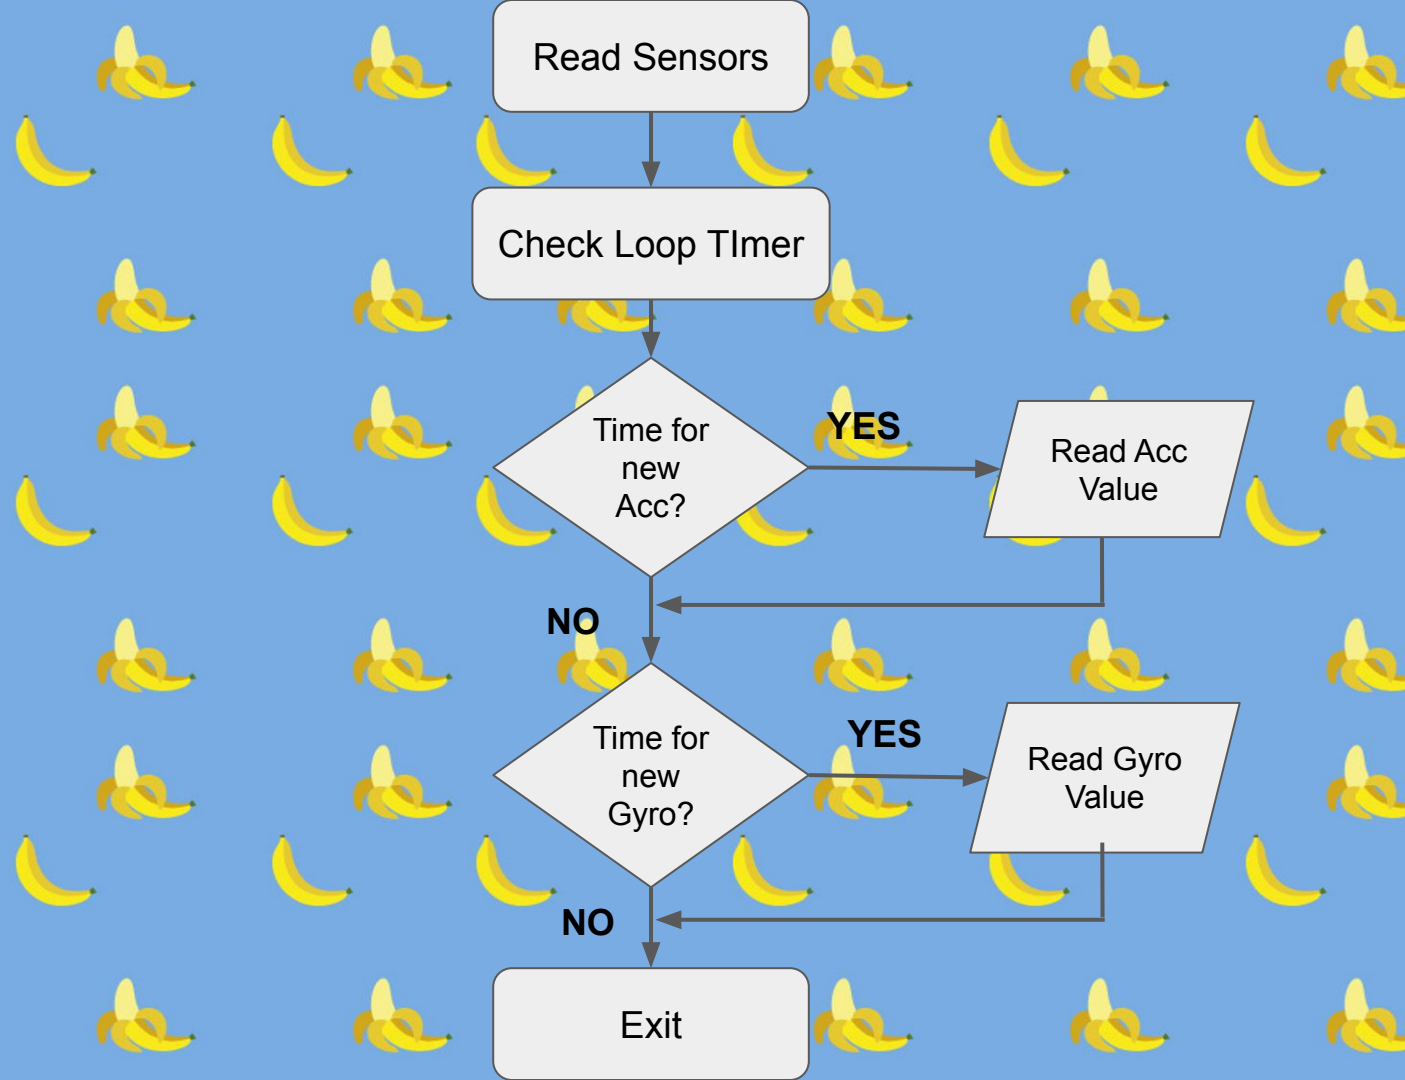 Read Sensors
Check Loop TImer
Time for
new
Acc?
YES
Read Acc
Value
NO
Time for
new
Gyro?
YES
Read Gyro
Value
NO
Exit